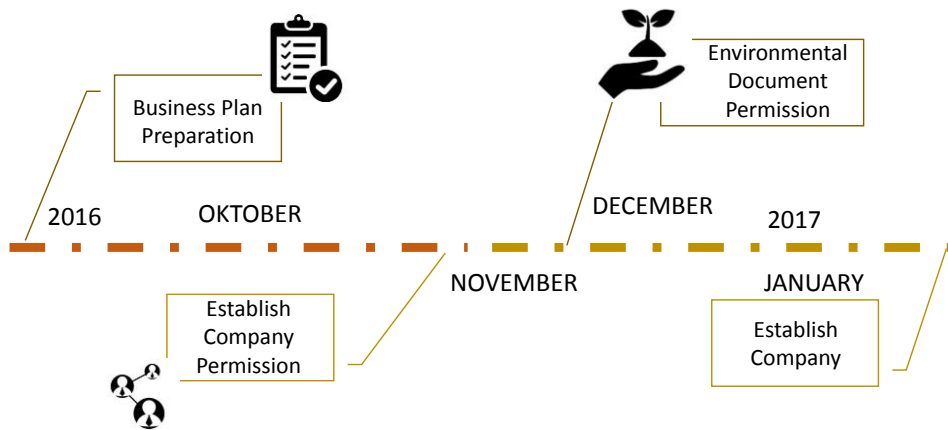 Business Plan
Preparation
Environmental
Document
Permission
2016
OKTOBER
DECEMBER
2017
NOVEMBER
JANUARY
Establish
Company
Permission
Establish
Company